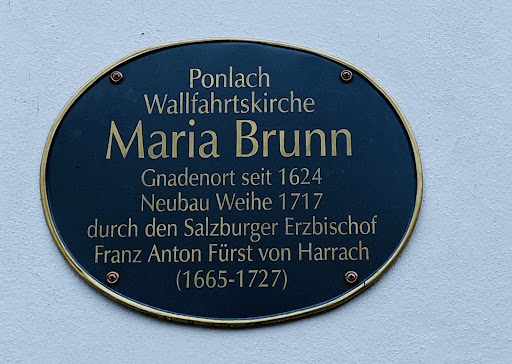 Ponlach
Wallfahrtskirche
Maria Brunn
Gnadenort seit 1624
Neubau Weihe 1717
durch den Salzburger Erzbischof
Franz Anton Fürst von Harrach
(1665-1727)